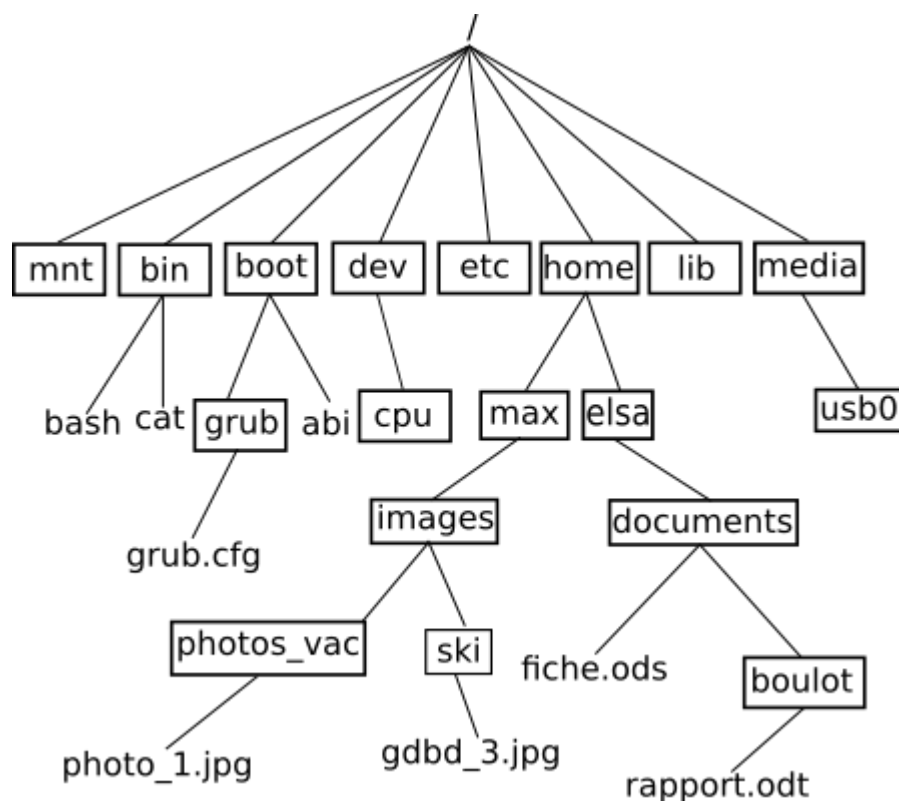 /
mnt bin boot dev etc home lib media
bash cat grub abi cpu max elsa usb0
grub.cfg images documents
photos_vac ski fiche.ods boulot
photo_1.jpg gdbd_3.jpg rapport.odt